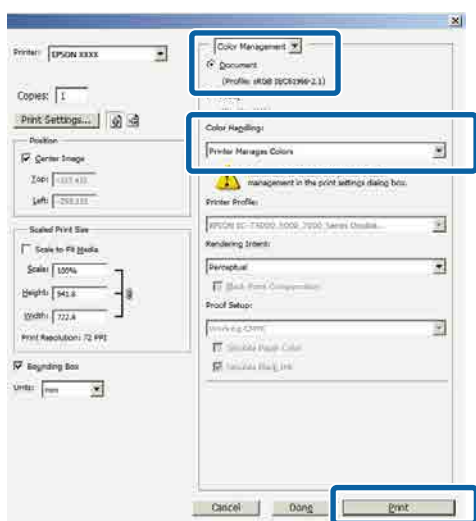 Printer: EPSON XXXX
Copies: 1
Print Settings...
Position
Center Image
Top:
Left:
Scaled Print Size
Scale to Fit Media
Scale: 100%
Height: 541.8
Width: 722.4
Print Resolution: 72 PPI
Bounding Box
Units: mm
Color Management
Document
(Profile: sRGB IEC61966-2.1)
Color Handling:
Printer Manages Colors
management in the print settings dialog box.
Printer Profile:
Rendering Intent:
Perceptual
Black Point Compensation
Proof Setup:
Working CMYK
Simulate Paper Color
Simulate Black Ink
Cancel
Done
Print